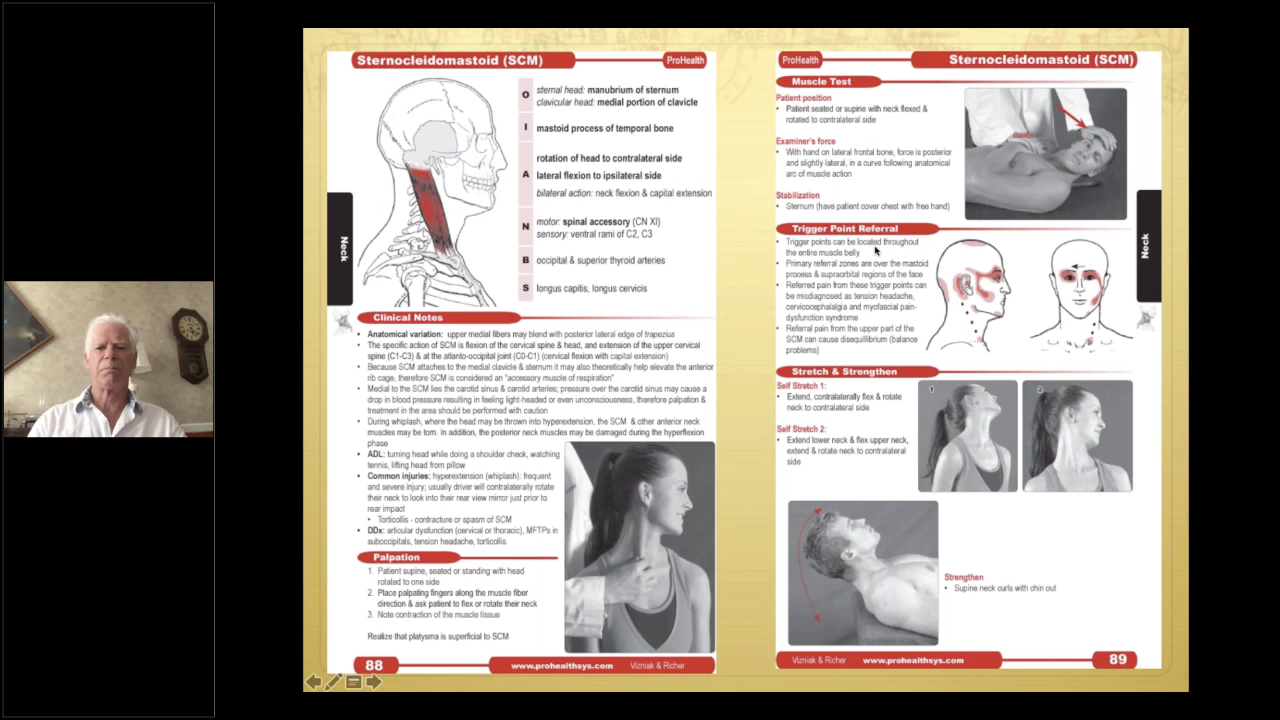 Sternocleidomastoid (SCM)
ProHealth
O
sternal head: manubrium of sternum
clavicular head: medial portion of clavicle
I
mastoid process of temporal bone
A
rotation of head to contralateral side
lateral flexion to ipsilateral side
bilateral action: neck flexion & capital extension
N
motor: spinal accessory (CN XI)
sensory: ventral rami of C2, C3
B
occipital & superior thyroid arteries
S
longus capitis, longus cervicis
Neck
Clinical Notes
• Anatomical variation: upper medial fibers may blend with posterior lateral edge of trapezius
• The specific action of SCM is flexion of the cervical spine & head, and extension of the upper cervical
spine (C1-C3) & at the atlanto-occipital joint (C0-C1) (cervical flexion with capital extension)
• Because SCM attaches to the medial clavicle & sternum it may also theoretically help elevate the anterior
rib cage, therefore SCM is considered an "accessory muscle of respiration"
• Medial to the SCM lies the carotid sinus & carotid arteries; pressure over the carotid sinus may cause a
drop in blood pressure resulting in feeling light-headed or even unconsciousness, therefore palpation &
treatment in the area should be performed with caution
• During whiplash, where the head may be thrown into hyperextension, the SCM & other anterior neck
muscles may be torn. In addition, the posterior neck muscles may be damaged during the hyperflexion
phase
• ADL: turning head while doing a shoulder check, watching
tennis, lifting head from pillow
• Common injuries: hyperextension (whiplash): frequent
and severe injury; usually driver will contralaterally rotate
their neck to look into their rear view mirror just prior to
rear impact
• Torticollis - contracture or spasm of SCM
• DDx: articular dysfunction (cervical or thoracic), MFTPs in
suboccipitals, tension headache, torticollis
Palpation
1. Patient supine, seated or standing with head
rotated to one side
2. Place palpating fingers along the muscle fiber
direction & ask patient to flex or rotate their neck
3. Note contraction of the muscle tissue
Realize that platysma is superficial to SCM
88
www.prohealthsys.com
Vizniak & Richer
ProHealth
Sternocleidomastoid (SCM)
Muscle Test
Patient position
• Patient seated or supine with neck flexed &
rotated to contralateral side
Examiner's force
• With hand on lateral frontal bone, force is posterior
and slightly lateral, in a curve following anatomical
arc of muscle action
Stabilization
• Sternum (have patient cover chest with free hand)
Trigger Point Referral
• Trigger points can be located throughout
the entire muscle belly
• Primary referral zones are over the mastoid
process & supraorbital regions of the face
• Referred pain from these trigger points can
be misdiagnosed as tension headache,
cervicocephalalgia and myofascial pain-
dysfunction syndrome
• Referral pain from the upper part of the
SCM can cause disequilibrium (balance
problems)
Neck
Stretch & Strengthen
Self Stretch 1:
• Extend, contralaterally flex & rotate
neck to contralateral side
Self Stretch 2:
• Extend lower neck & flex upper neck,
extend & rotate neck to contralateral
side
1
2
Strengthen
• Supine neck curls with chin out
Vizniak & Richer
www.prohealthsys.com
89